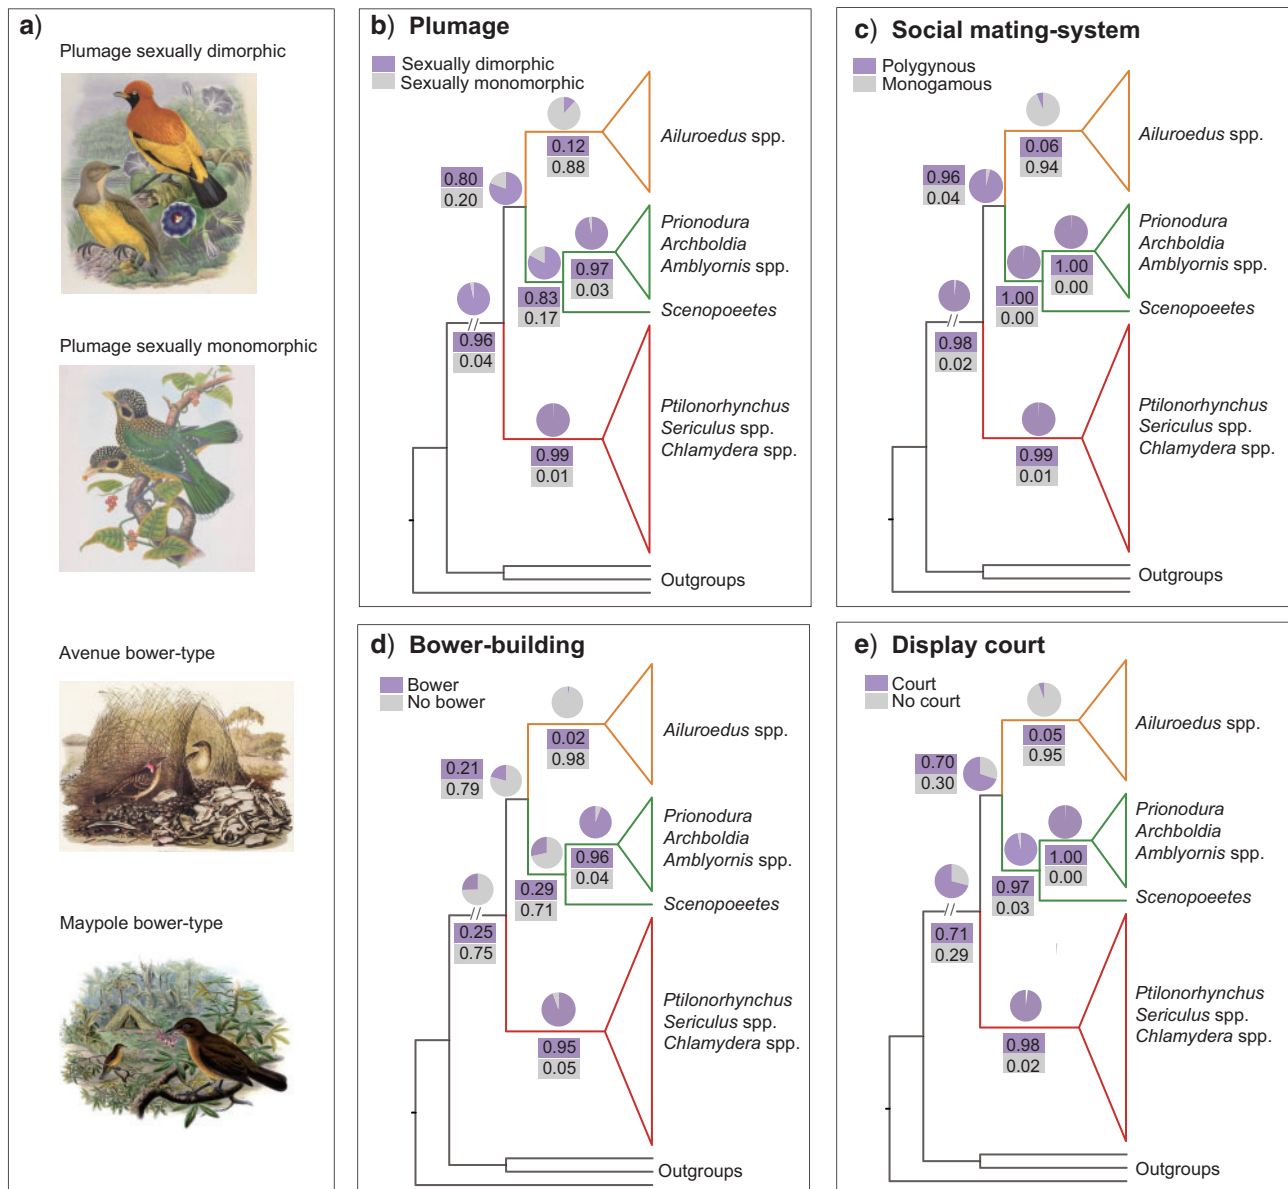 a)
Plumage sexually dimorphic
Plumage sexually monomorphic
Avenue bower-type
Maypole bower-type
b) Plumage
Sexually dimorphic
Sexually monomorphic
0.12
0.88
Ailuroedus spp.
0.80
0.20
Prionodura
Archboldia
Amblyornis spp.
0.97
0.03
0.83
0.17
Scenopoeetes
0.96
0.04
Ptilonorhynchus
Sericulus spp.
Chlamydera spp.
0.99
0.01
Outgroups
c) Social mating-system
Polygynous
Monogamous
0.06
0.94
Ailuroedus spp.
0.96
0.04
Prionodura
Archboldia
Amblyornis spp.
1.00
0.00
1.00
0.00
Scenopoeetes
0.98
0.02
Ptilonorhynchus
Sericulus spp.
Chlamydera spp.
0.99
0.01
Outgroups
d) Bower-building
Bower
No bower
0.02
0.98
Ailuroedus spp.
0.21
0.79
Prionodura
Archboldia
Amblyornis spp.
0.96
0.04
0.29
0.71
Scenopoeetes
0.25
0.75
Ptilonorhynchus
Sericulus spp.
Chlamydera spp.
0.95
0.05
Outgroups
e) Display court
Court
No court
0.05
0.95
Ailuroedus spp.
0.70
0.30
Prionodura
Archboldia
Amblyornis spp.
1.00
0.00
0.97
0.03
Scenopoeetes
0.71
0.29
Ptilonorhynchus
Sericulus spp.
Chlamydera spp.
0.98
0.02
Outgroups